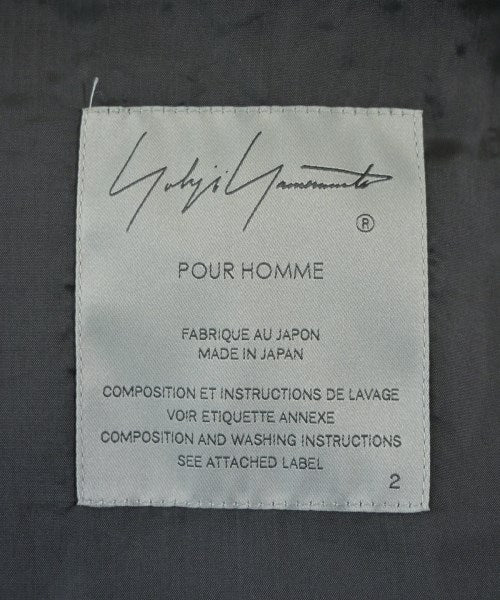 Yohji Yamamoto
®
POUR HOMME
FABRIQUE AU JAPON
MADE IN JAPAN
COMPOSITION ET INSTRUCTIONS DE LAVAGE
VOIR ETIQUETTE ANNEXE
COMPOSITION AND WASHING INSTRUCTIONS
SEE ATTACHED LABEL
2